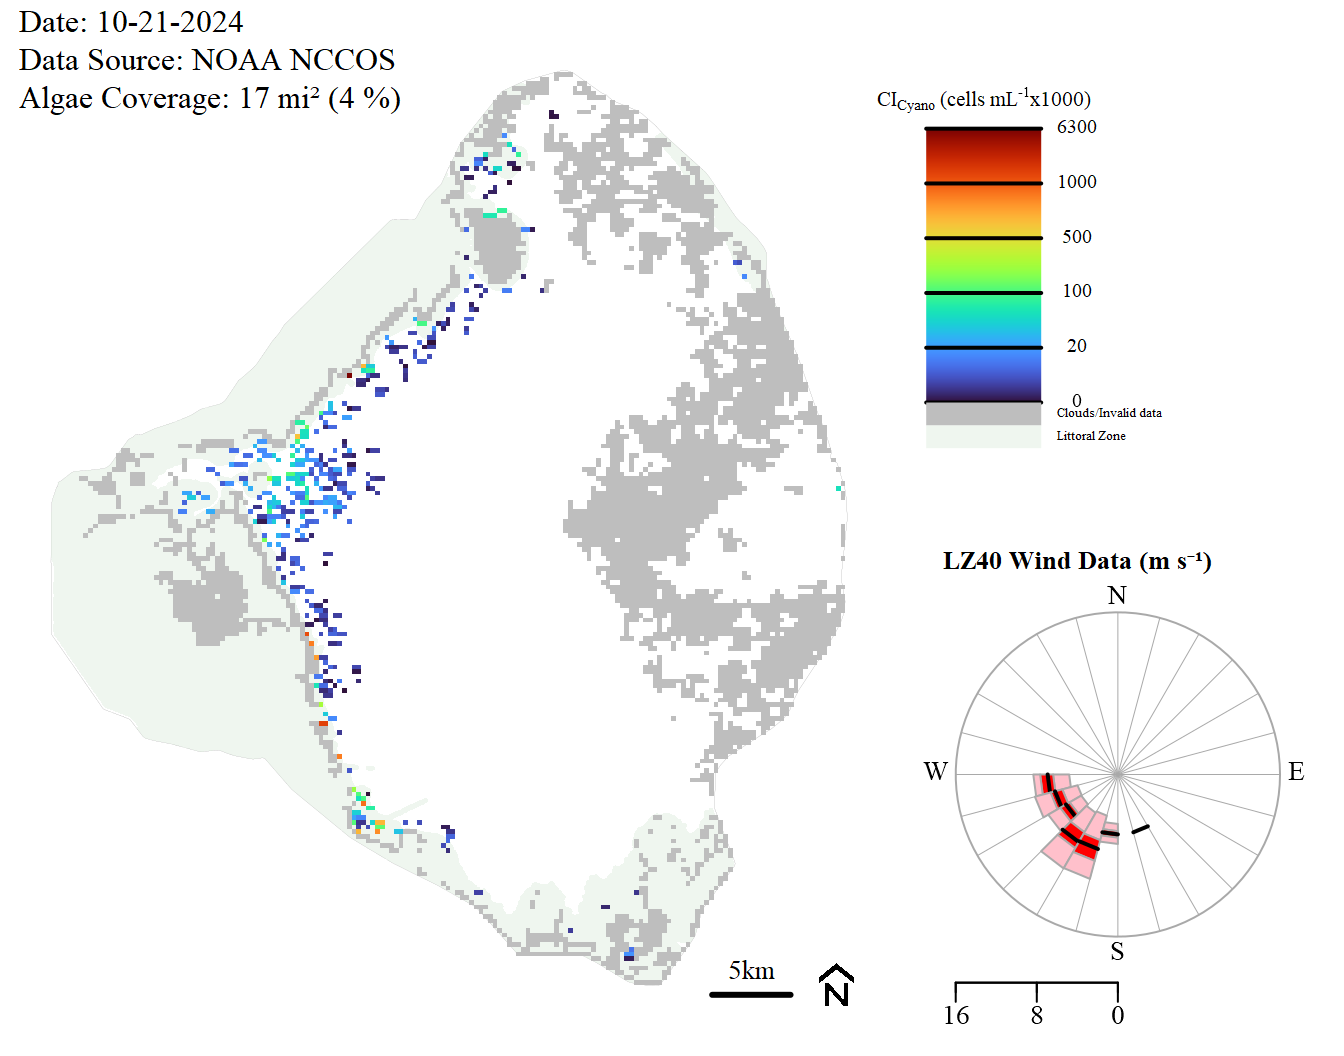 Date: 10-21-2024
Data Source: NOAA NCCOS
Algae Coverage: 17 mi² (4 %)
CI_Cyano (cells mL⁻¹x1000)
6300
1000
500
100
20
0
Clouds/Invalid data
Littoral Zone
LZ40 Wind Data (m s⁻¹)
N
W
E
S
5km
N
16 8 0